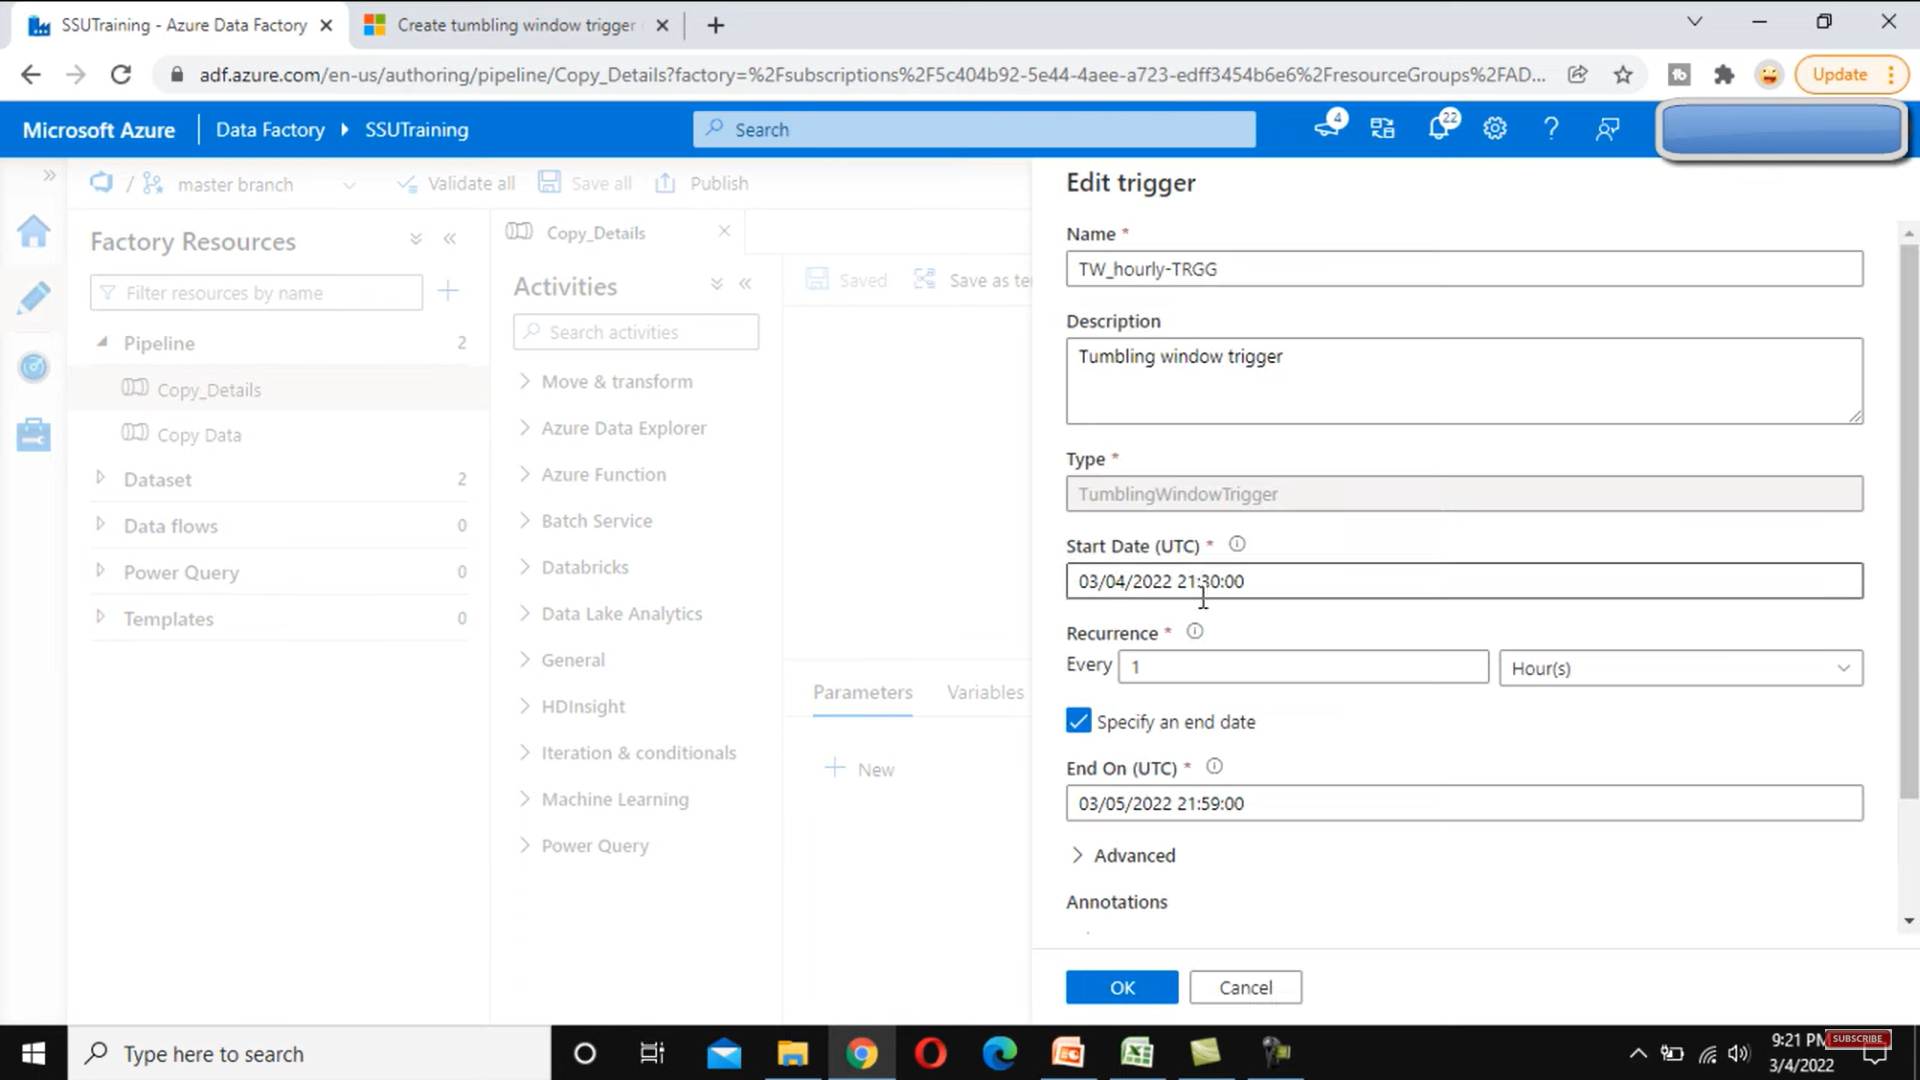 SSUTraining - Azure Data Factory
Create tumbling window trigger
adf.azure.com/en-us/authoring/pipeline/Copy_Details?factory=%2Fsubscriptions%2F5c404b92-5e44-4aee-a723-edff3454b6e6%2FresourceGroups%2FAD...
Update
Microsoft Azure
Data Factory
SSUTraining
Search
4
22
/
master branch
Validate all
Save all
Publish
Factory Resources
Filter resources by name
Pipeline 2
Copy_Details
Copy Data
Dataset 2
Data flows 0
Power Query 0
Templates 0
Copy_Details
Activities
Search activities
Move & transform
Azure Data Explorer
Azure Function
Batch Service
Databricks
Data Lake Analytics
General
HDInsight
Iteration & conditionals
Machine Learning
Power Query
Saved
Save as te
Parameters
Variables
New
Edit trigger
Name *
TW_hourly-TRGG
Description
Tumbling window trigger
Type *
TumblingWindowTrigger
Start Date (UTC) *
03/04/2022 21:30:00
Recurrence *
Every 1 Hour(s)
Specify an end date
End On (UTC) *
03/05/2022 21:59:00
Advanced
Annotations
OK
Cancel
Type here to search
9:21 PM
3/4/2022
SUBSCRIBE